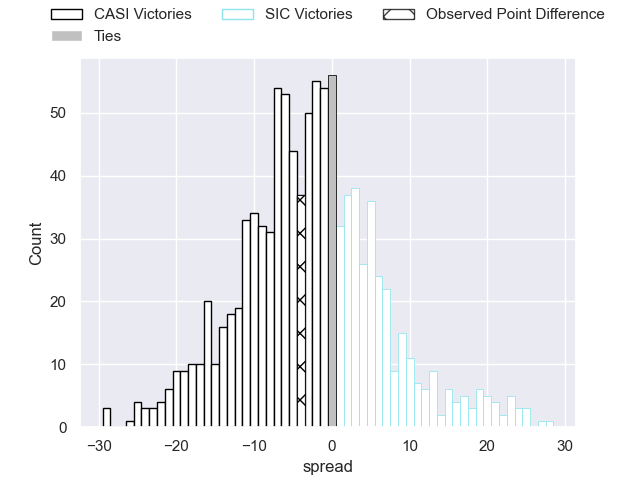 CASI Victories
SIC Victories
Observed Point Difference
Ties
50
40
30
20
10
0
Count
−30
−20
−10
0
10
20
30
spread